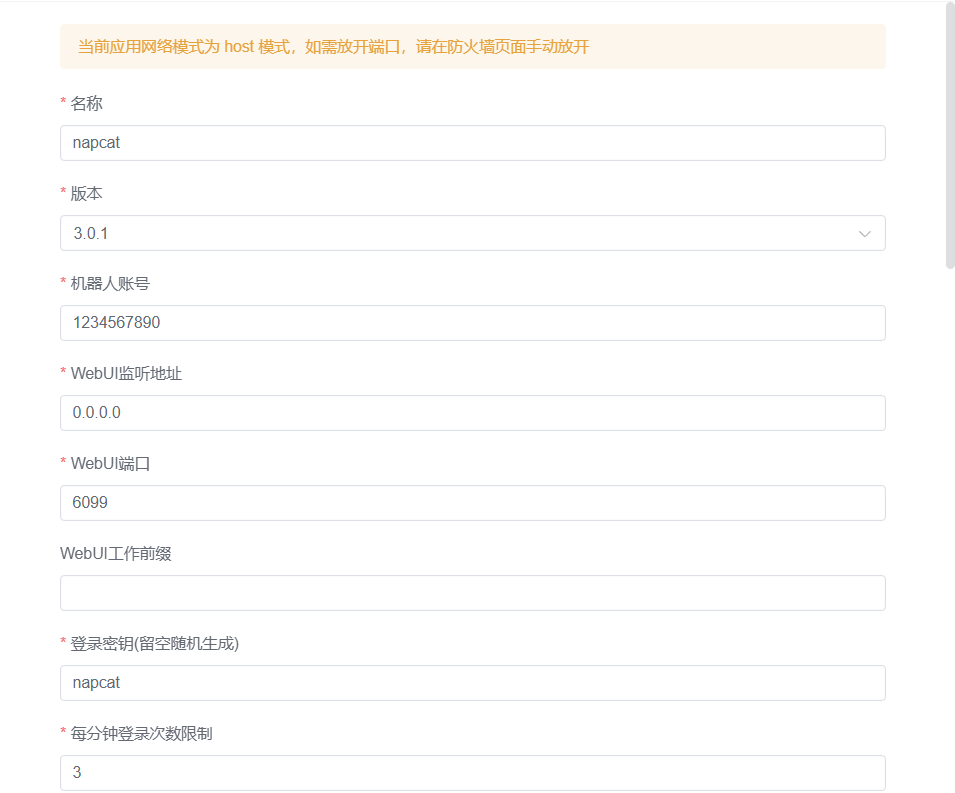 当前应用网络模式为 host 模式，如需放开端口，请在防火墙页面手动放开
* 名称
napcat
* 版本
3.0.1
* 机器人账号
1234567890
* WebUI监听地址
0.0.0.0
* WebUI端口
6099
WebUI工作前缀
* 登录密钥(留空随机生成)
napcat
* 每分钟登录次数限制
3